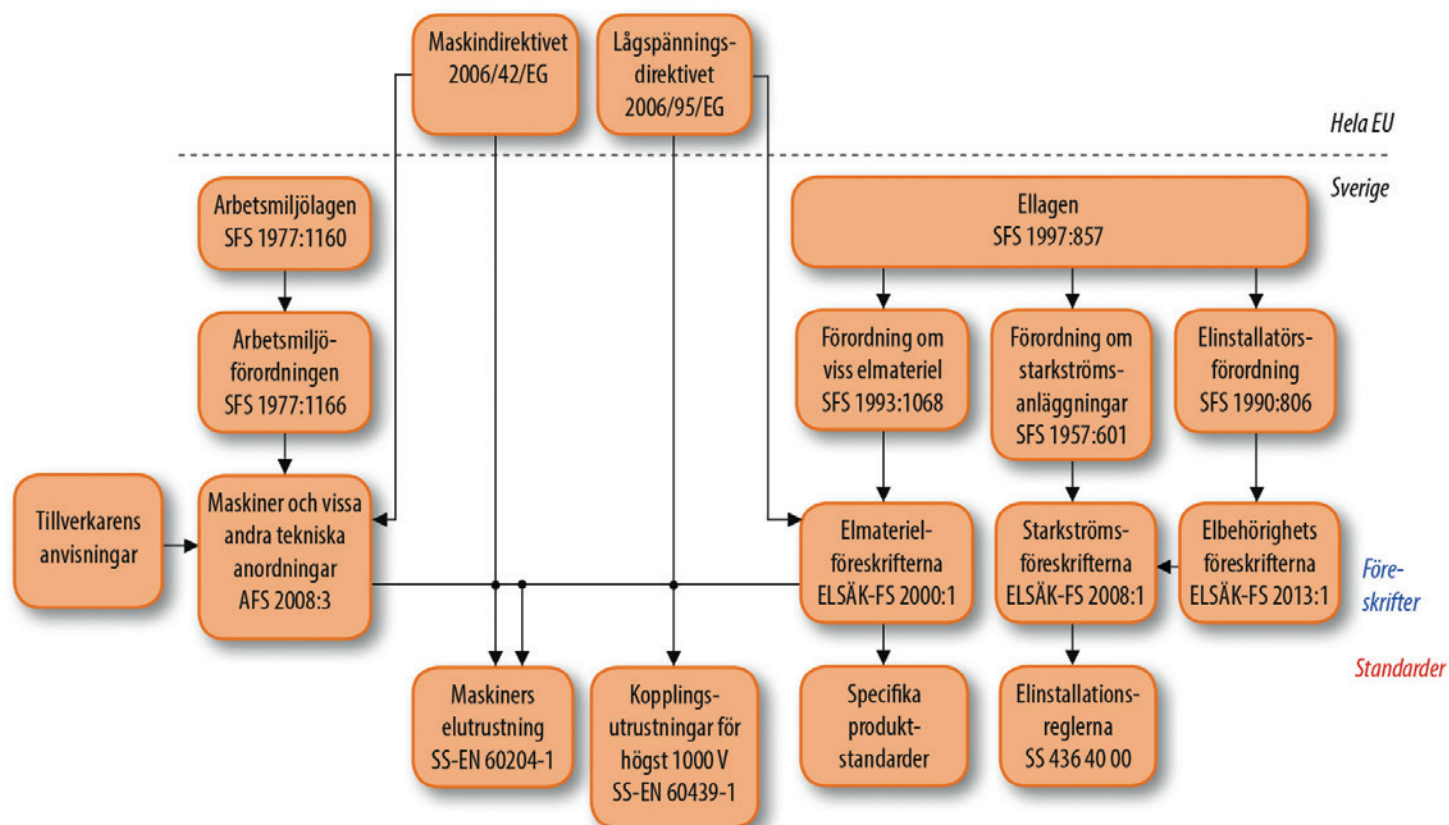 Maskindirektivet
2006/42/EG
Lågspännings-
direktivet
2006/95/EG
Hela EU
Sverige
Arbetsmiljölagen
SFS 1977:1160
Ellagen
SFS 1997:857
Arbetsmiljö-
förordningen
SFS 1977:1166
Förordning om
viss elmateriel
SFS 1993:1068
Förordning om
starkströms-
anläggningar
SFS 1957:601
Elinstallatörs-
förordning
SFS 1990:806
Tillverkarens
anvisningar
Maskiner och vissa
andra tekniska
anordningar
AFS 2008:3
Elmateriel-
föreskrifterna
ELSÄK-FS 2000:1
Starkströms-
föreskrifterna
ELSÄK-FS 2008:1
Elbehörighets
föreskrifterna
ELSÄK-FS 2013:1
Före-
skrifter
Standarder
Maskiners
elutrustning
SS-EN 60204-1
Kopplings-
utrustningar för
högst 1000 V
SS-EN 60439-1
Specifika
produkt-
standarder
Elinstallations-
reglerna
SS 436 40 00